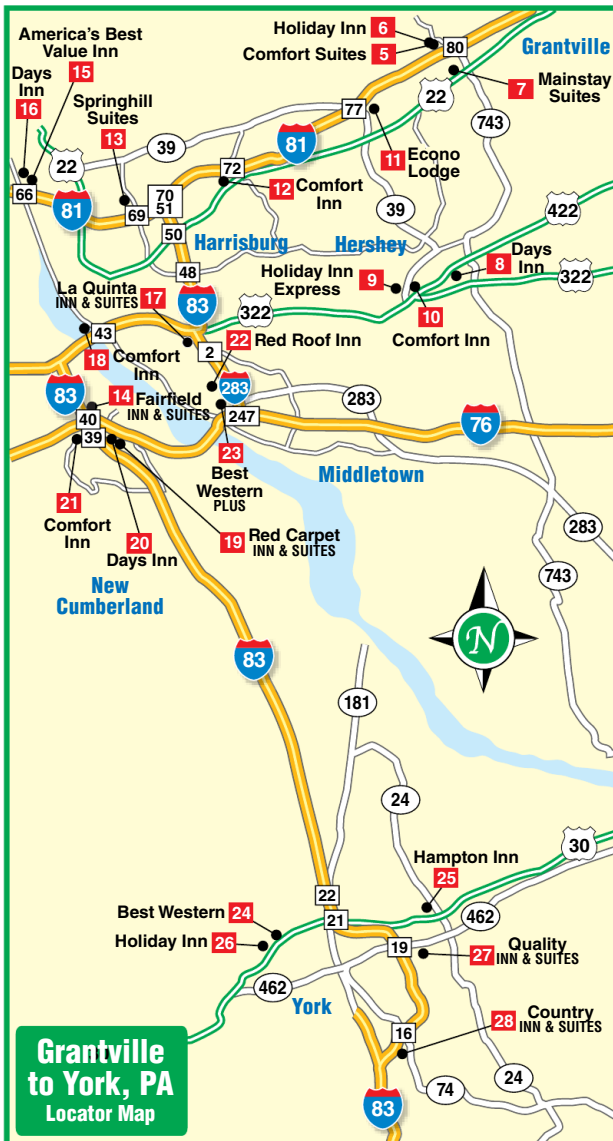 Holiday Inn 6
Comfort Suites 5
80
Grantville
7 Mainstay
Suites
America's Best
Value Inn
15
Days
Inn
16
Springhill
Suites
13
22
77
743
39
81
11 Econo
Lodge
22
72
12 Comfort
Inn
39
66
81
69
70
51
50
Harrisburg
Hershey
422
48
Holiday Inn
Express
9
8 Days
Inn
322
La Quinta
INN & SUITES
17
83
322
10
Comfort Inn
43
2
22 Red Roof Inn
18 Comfort
Inn
83
14 Fairfield
INN & SUITES
283
283
40
39
247
76
23
Best
Western
PLUS
Middletown
21
Comfort
Inn
20
Days Inn
19 Red Carpet
INN & SUITES
283
743
New
Cumberland
N
83
181
24
30
Hampton Inn
25
22
21
Best Western 24
Holiday Inn 26
462
19
27 Quality
INN & SUITES
462
York
16
28 Country
INN & SUITES
Grantville
to York, PA
Locator Map
83
74
24